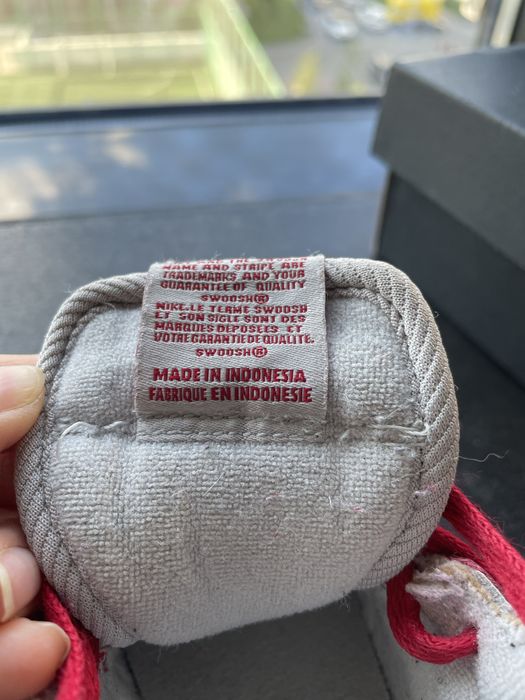 NAME AND STRIPE ARE
TRADEMARKS AND YOUR
GUARANTEE OF QUALITY
SWOOSH®
NIKE.LE TERME SWOOSH
ET SON SIGLE SONT DES
MARQUES DEPOSEES ET
VOTRE GARANTIE DE QUALITE.
SWOOSH®
MADE IN INDONESIA
FABRIQUE EN INDONESIE